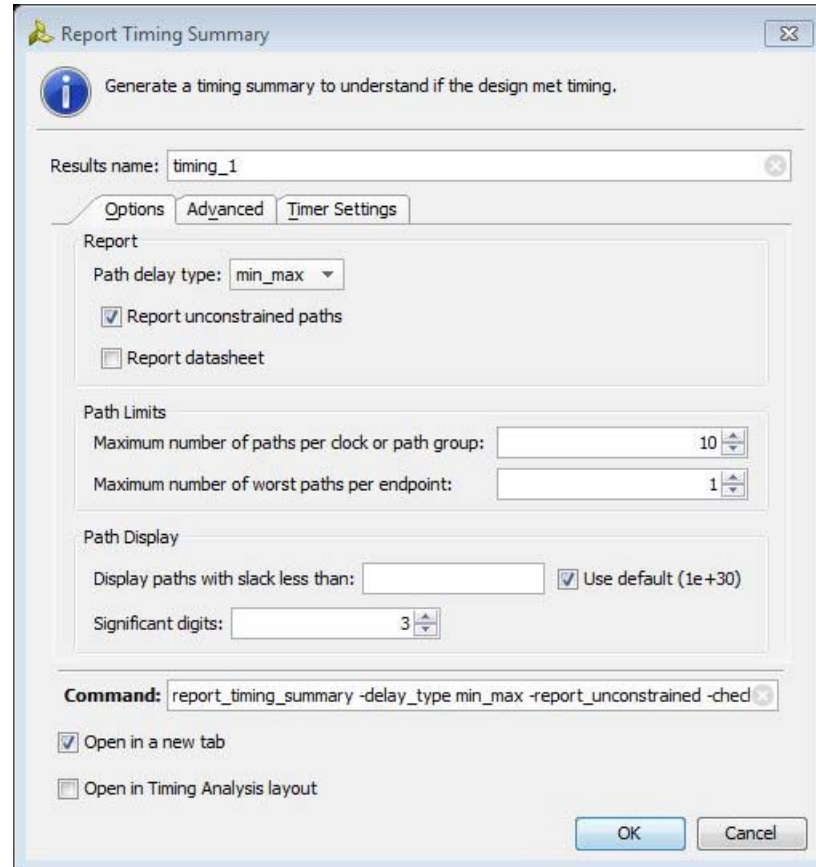 Report Timing Summary
Generate a timing summary to understand if the design met timing.
Results name: timing_1
Options Advanced Timer Settings
Report
Path delay type: min_max
Report unconstrained paths
Report datasheet
Path Limits
Maximum number of paths per clock or path group: 10
Maximum number of worst paths per endpoint: 1
Path Display
Display paths with slack less than: Use default (1e+30)
Significant digits: 3
Command: report_timing_summary -delay_type min_max -report_unconstrained -chec
Open in a new tab
Open in Timing Analysis layout
OK Cancel